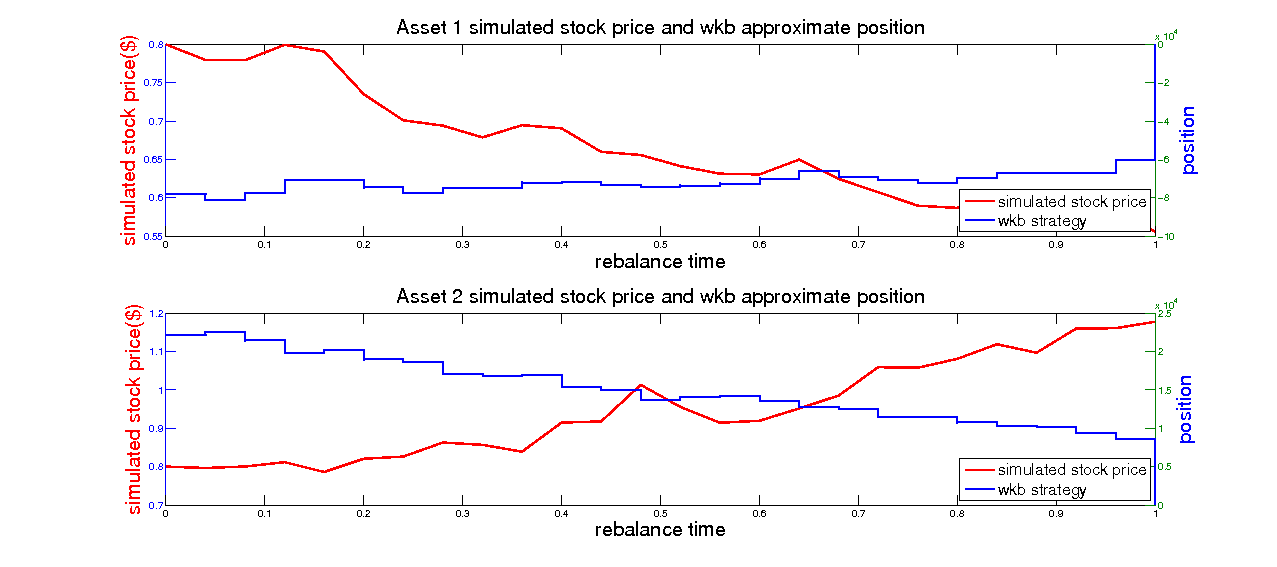 Asset 1 simulated stock price and wkb approximate position
x 10^4
simulated stock price($)
0.8
0.75
0.7
0.65
0.6
0.55
0
−2
−4
−6
−8
−10
position
simulated stock price
wkb strategy
0 0.1 0.2 0.3 0.4 0.5 0.6 0.7 0.8 0.9 1
rebalance time
Asset 2 simulated stock price and wkb approximate position
x 10^4
simulated stock price($)
1.2
1.1
1
0.9
0.8
0.7
2.5
2
1.5
1
0.5
0
position
simulated stock price
wkb strategy
0 0.1 0.2 0.3 0.4 0.5 0.6 0.7 0.8 0.9 1
rebalance time